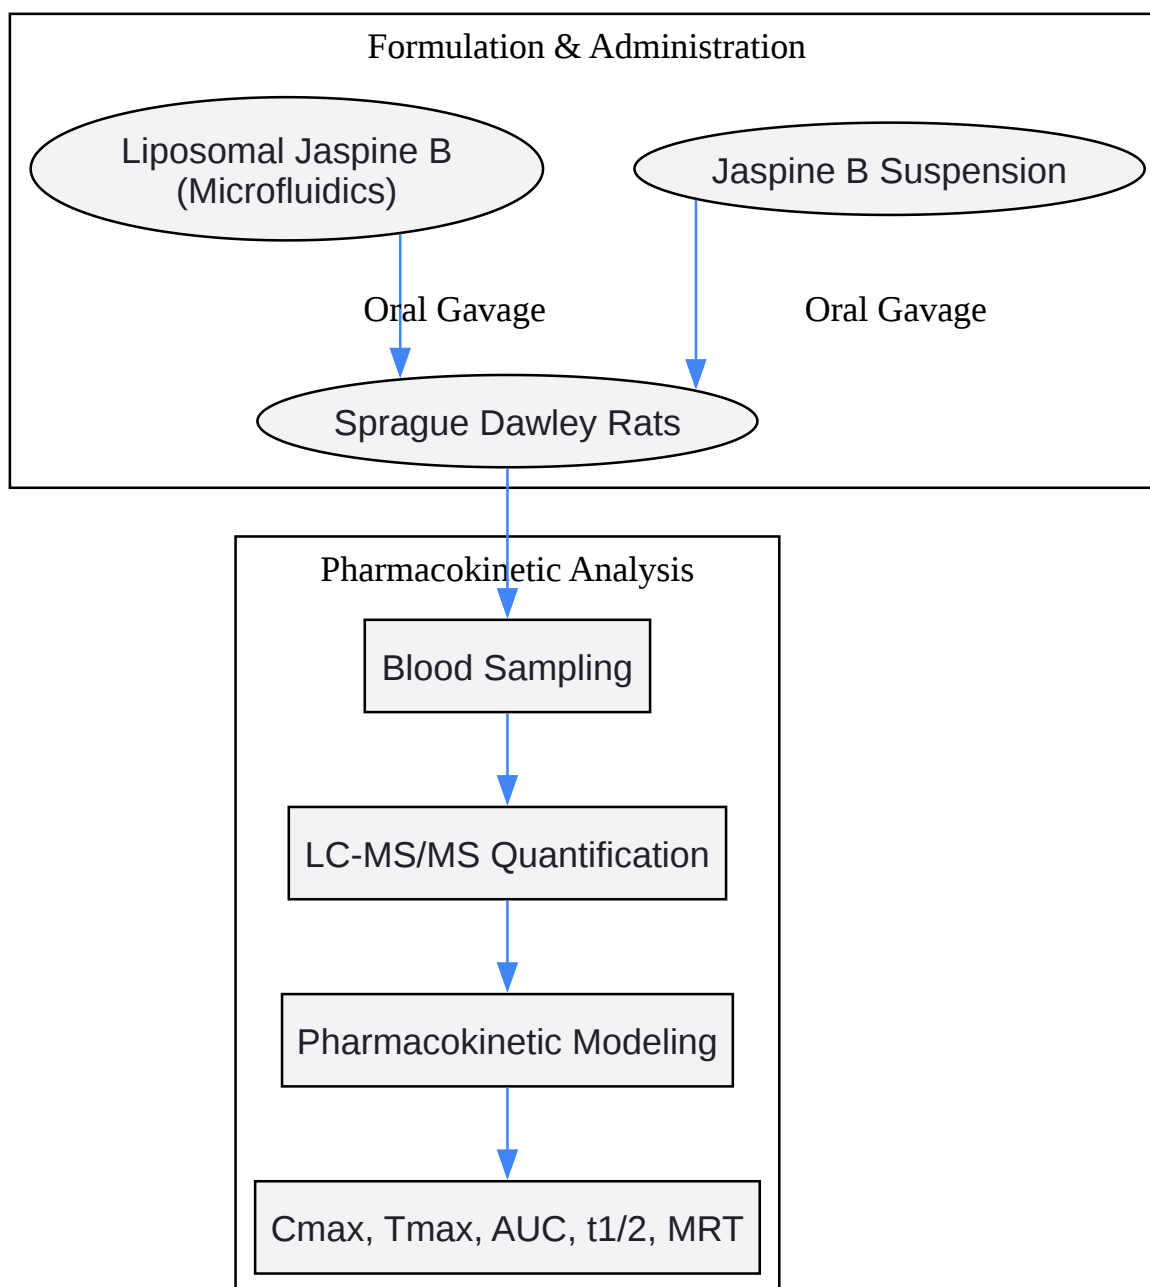 Formulation & Administration
Liposomal Jaspine B
(Microfluidics)
Jaspine B Suspension
Oral Gavage
Oral Gavage
Sprague Dawley Rats
Pharmacokinetic Analysis
Blood Sampling
LC-MS/MS Quantification
Pharmacokinetic Modeling
Cmax, Tmax, AUC, t1/2, MRT